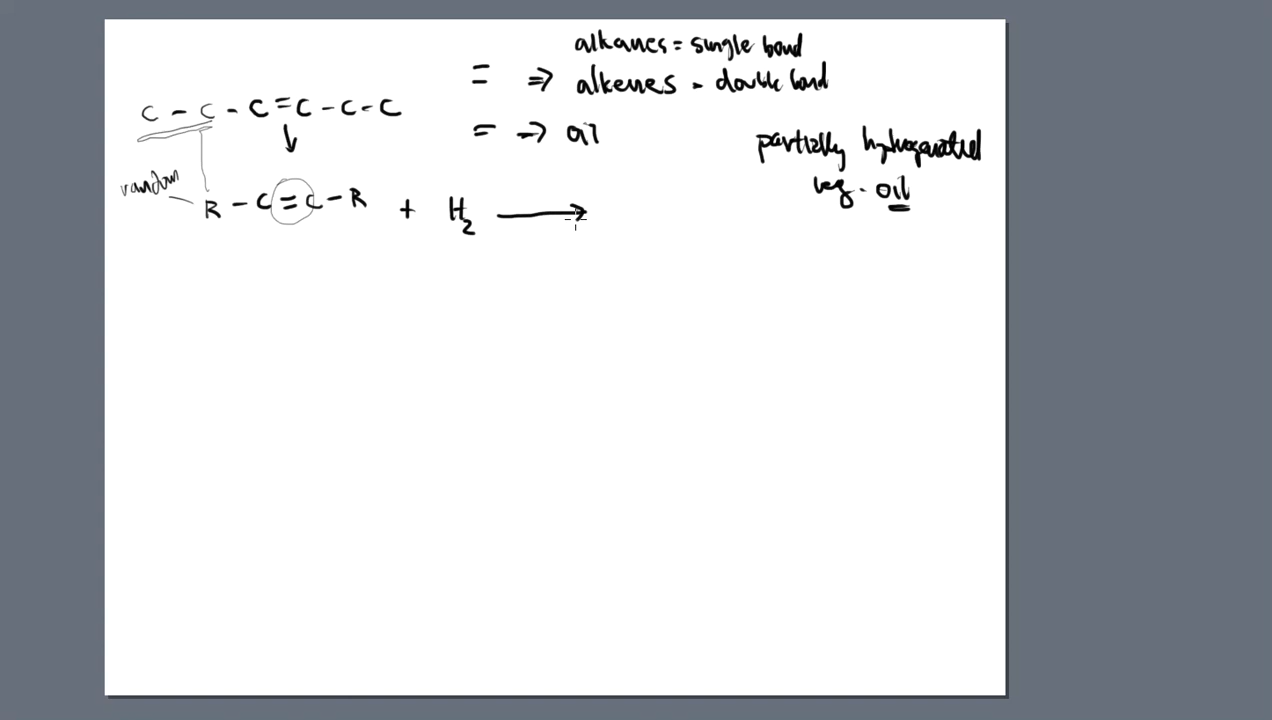 alkanes = single bond
= ⇒ alkenes = double bond
C - C - C = C - C - C
= → oil
partially hydrogenated
veg. oil
random
R - C = C - R + H2 →